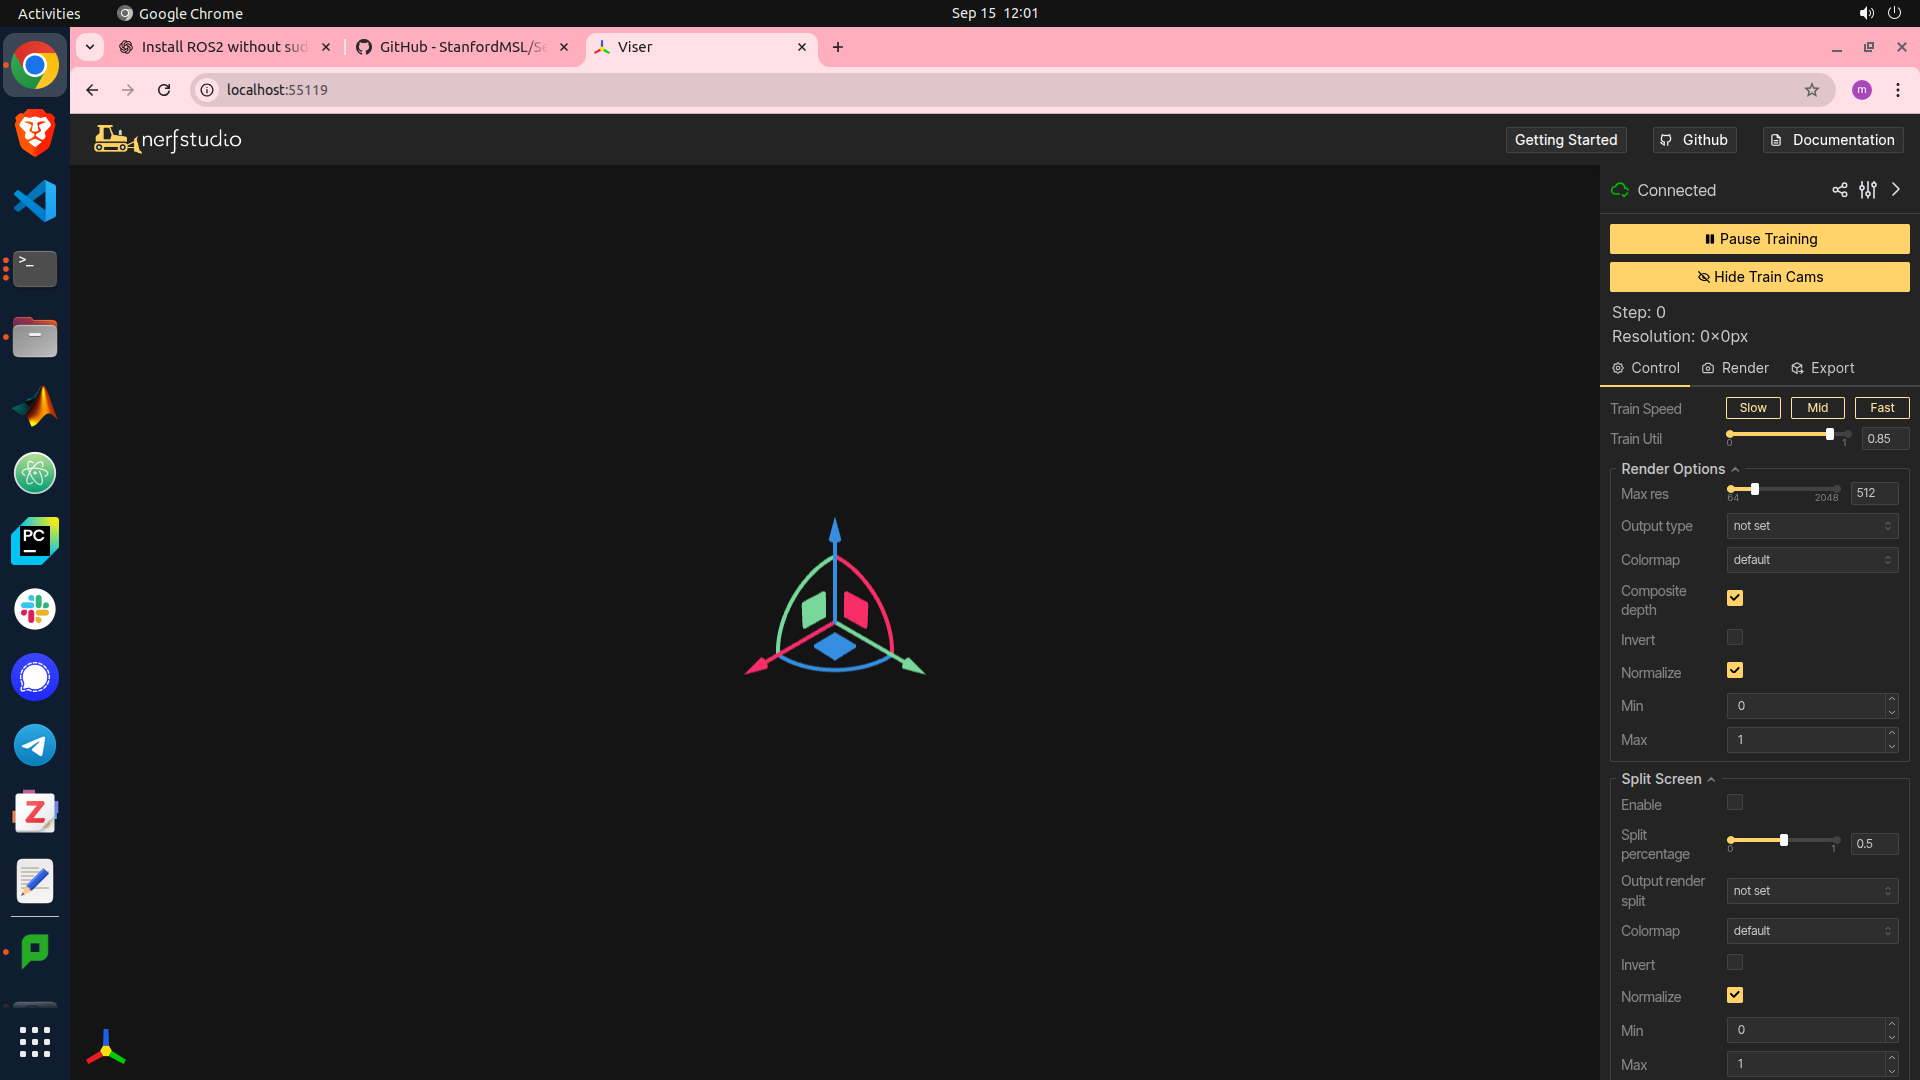 Activities
Google Chrome
Sep 15 12:01
Install ROS2 without sud
GitHub - StanfordMSL/Se
Viser
localhost:55119
m
nerfstudio
Getting Started
Github
Documentation
Connected
Pause Training
Hide Train Cams
Step: 0
Resolution: 0×0px
Control
Render
Export
Train Speed
Slow
Mid
Fast
Train Util
0
1
0.85
Render Options
Max res
64
2048
512
Output type
not set
Colormap
default
Composite
depth
Invert
Normalize
Min
0
Max
1
Split Screen
Enable
Split
percentage
0
1
0.5
Output render
split
not set
Colormap
default
Invert
Normalize
Min
0
Max
1
>_
PC
Z